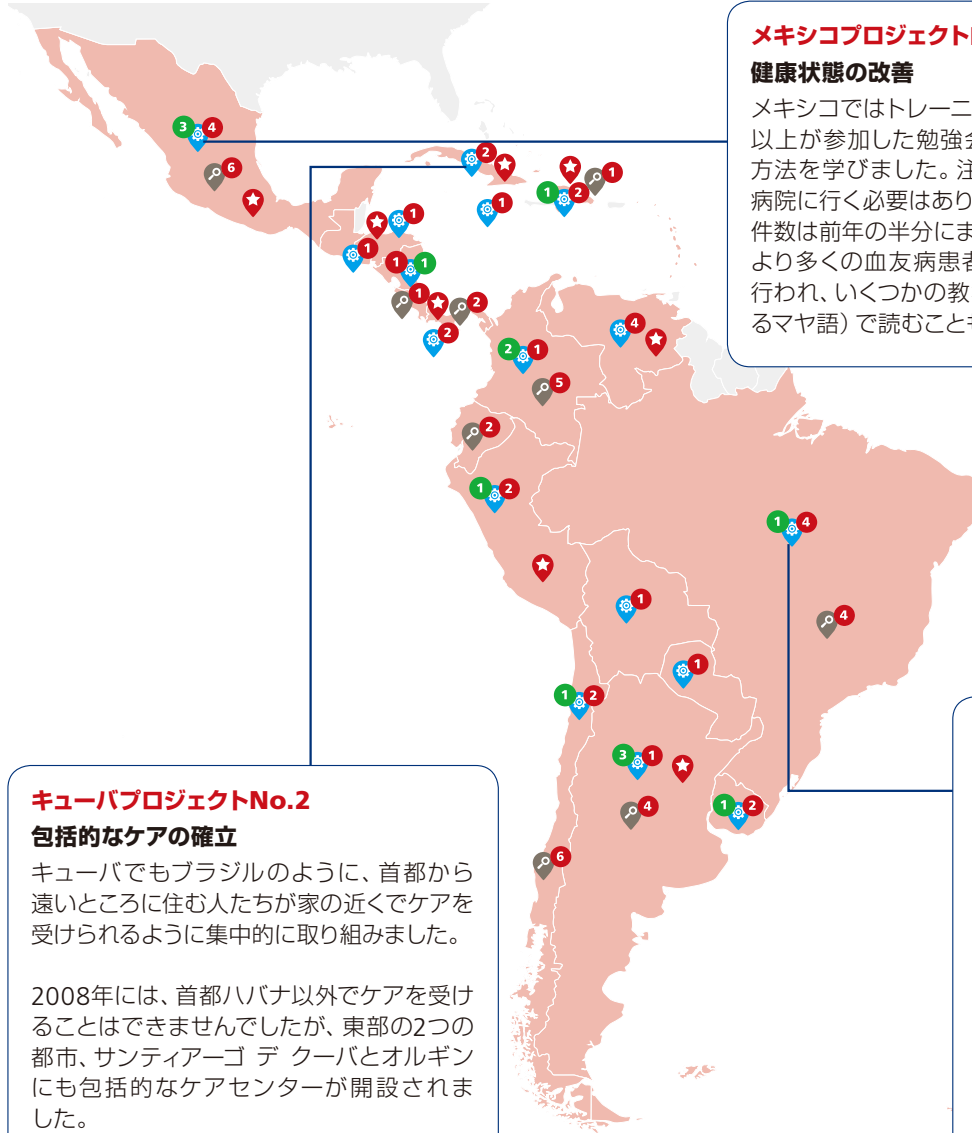 メキシコプロジェクト
健康状態の改善
メキシコではトレーニ
以上が参加した勉強会
方法を学びました。注
病院に行く必要はあり
件数は前年の半分にま
より多くの血友病患者
行われ、いくつかの教
るマヤ語）で読むことも
3 4
6
2
1
1 2
1
1
1
1 1
1
2
2
4
2 1
5
2
1 2
1 4
1
4
1
1 2
3 1
4
1 2
6
キューバプロジェクトNo.2
包括的なケアの確立
キューバでもブラジルのように、首都から
遠いところに住む人たちが家の近くでケアを
受けられるように集中的に取り組みました。
2008年には、首都ハバナ以外でケアを受け
ることはできませんでしたが、東部の2つの
都市、サンティアーゴ デ クーバとオルギン
にも包括的なケアセンターが開設されま
した。